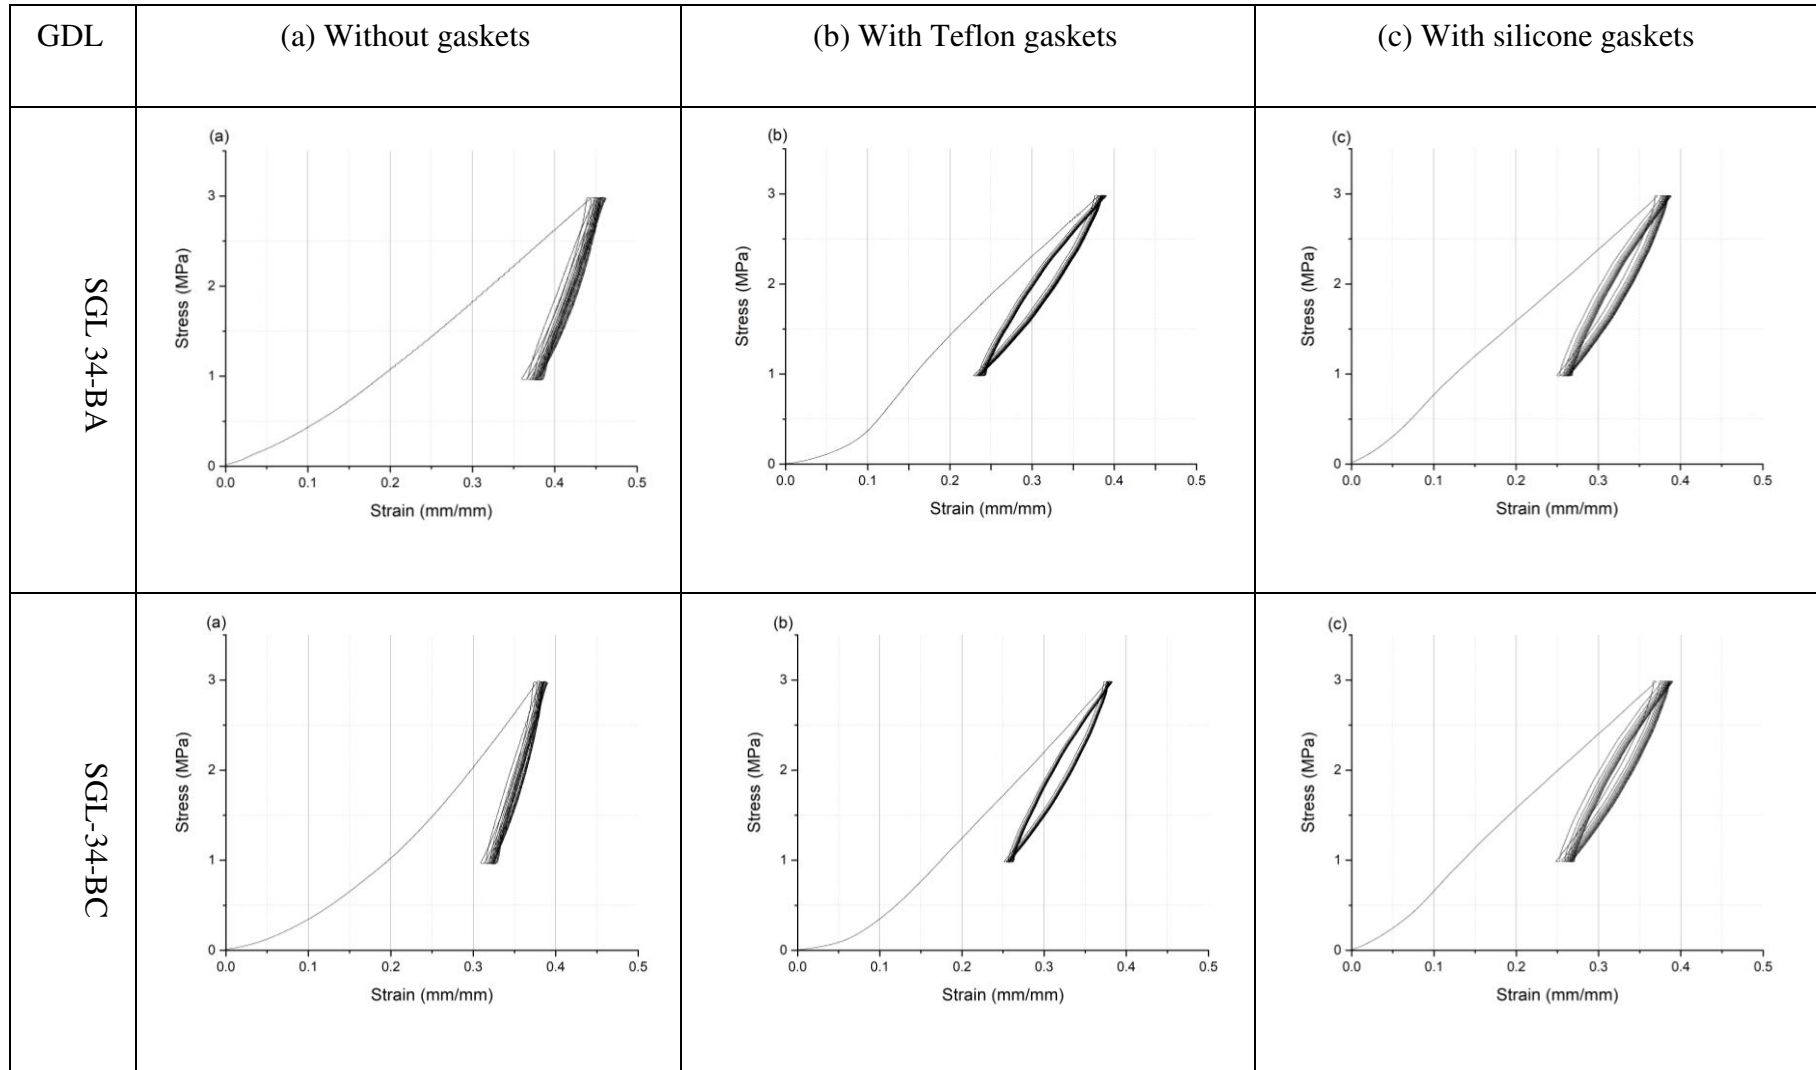 GDL
(a) Without gaskets
(b) With Teflon gaskets
(c) With silicone gaskets
SGL 34-BA
(a)
3
2
1
0
Stress (MPa)
0.0 0.1 0.2 0.3 0.4 0.5
Strain (mm/mm)
(b)
3
2
1
0
Stress (MPa)
0.0 0.1 0.2 0.3 0.4 0.5
Strain (mm/mm)
(c)
3
2
1
0
Stress (MPa)
0.0 0.1 0.2 0.3 0.4 0.5
Strain (mm/mm)
SGL-34-BC
(a)
3
2
1
0
Stress (MPa)
0.0 0.1 0.2 0.3 0.4 0.5
Strain (mm/mm)
(b)
3
2
1
0
Stress (MPa)
0.0 0.1 0.2 0.3 0.4 0.5
Strain (mm/mm)
(c)
3
2
1
0
Stress (MPa)
0.0 0.1 0.2 0.3 0.4 0.5
Strain (mm/mm)